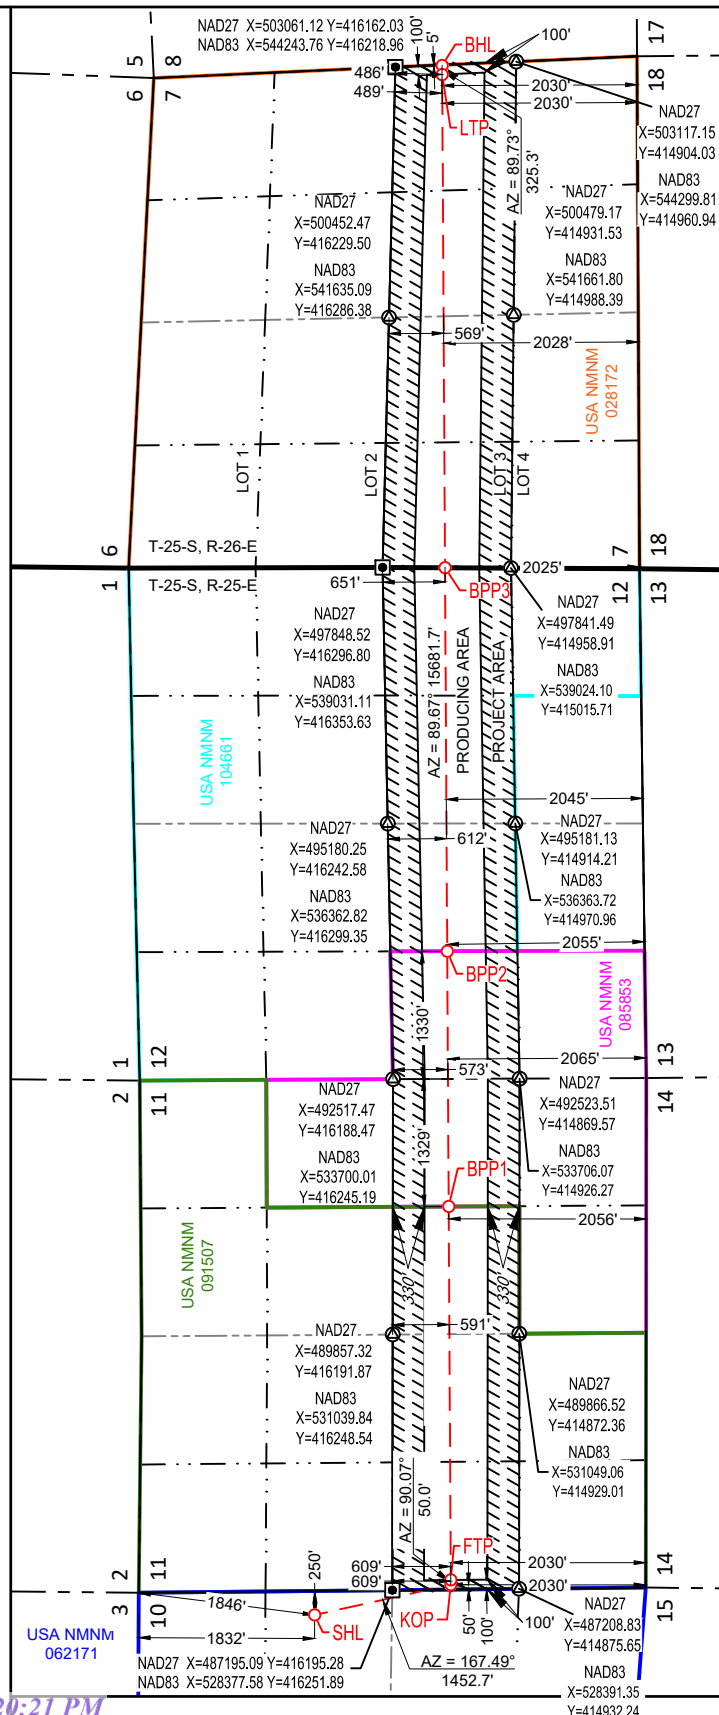 NAD27 X=503061.12 Y=416162.03
NAD83 X=544243.76 Y=416218.96
100'
5'
BHL
100'
17
5
8
6
7
18
486'
489'
2030'
2030'
LTP
NAD27
X=503117.15
Y=414904.03
NAD83
X=544299.81
Y=414960.94
AZ = 89.73°
325.3'
NAD27
X=500452.47
Y=416229.50
NAD83
X=541635.09
Y=416286.38
NAD27
X=500479.17
Y=414931.53
NAD83
X=541661.80
Y=414988.39
569'
2028'
USA NMNM
028172
LOT 1
LOT 2
LOT 3
LOT 4
6
T-25-S, R-26-E
7
18
1
T-25-S, R-25-E
12
13
651'
BPP3
2025'
NAD27
X=497848.52
Y=416296.80
NAD83
X=539031.11
Y=416353.63
NAD27
X=497841.49
Y=414958.91
NAD83
X=539024.10
Y=415015.71
AZ = 89.67° 15681.7'
PRODUCING AREA
PROJECT AREA
USA NMNM
104661
2045'
612'
NAD27
X=495180.25
Y=416242.58
NAD83
X=536362.82
Y=416299.35
NAD27
X=495181.13
Y=414914.21
NAD83
X=536363.72
Y=414970.96
2055'
BPP2
USA NMNM
085853
1330'
2065'
573'
1
12
13
2
11
14
NAD27
X=492517.47
Y=416188.47
NAD83
X=533700.01
Y=416245.19
NAD27
X=492523.51
Y=414869.57
NAD83
X=533706.07
Y=414926.27
1329'
BPP1
2056'
330'
330'
USA NMNM
091507
591'
NAD27
X=489857.32
Y=416191.87
NAD83
X=531039.84
Y=416248.54
NAD27
X=489866.52
Y=414872.36
NAD83
X=531049.06
Y=414929.01
AZ = 90.07°
50.0'
FTP
2
11
14
3
10
15
609'
609'
2030'
2030'
250'
1846'
1832'
SHL
KOP
50'
100'
100'
USA NMNM
062171
NAD27 X=487195.09 Y=416195.28
NAD83 X=528377.58 Y=416251.89
AZ = 167.49°
1452.7'
NAD27
X=487208.83
Y=414875.65
NAD83
X=528391.35
Y=414932.24
20:21 PM